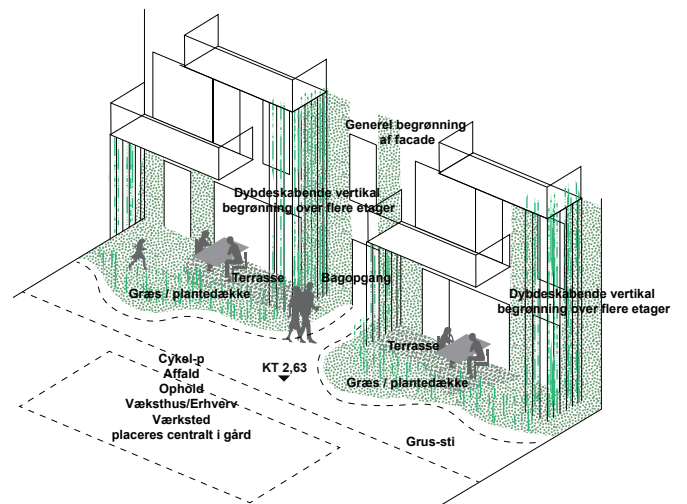 Generel begrønning
af facade
Dybdeskabende vertikal
begrønning over flere etager
Terrasse
Bagopgang
Græs / plantedække
Dybdeskabende vertikal
begrønning over flere etager
Terrasse
Græs / plantedække
Cykel-p
Affald
Ophold
Væksthus/Erhverv
Værksted
placeres centralt i gård
KT 2,63
Grus-sti